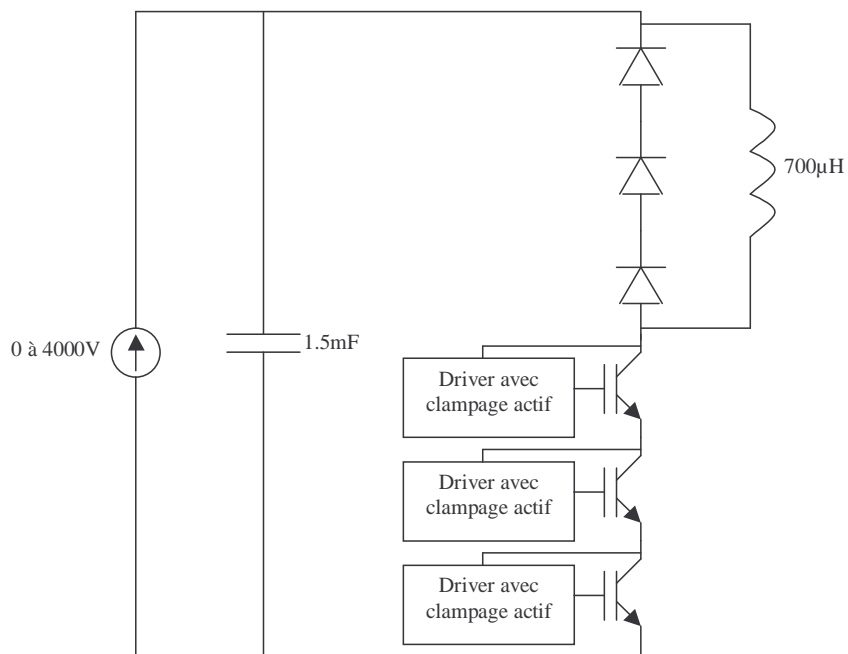 700µH
0 à 4000V
1.5mF
Driver avec
clampage actif
Driver avec
clampage actif
Driver avec
clampage actif